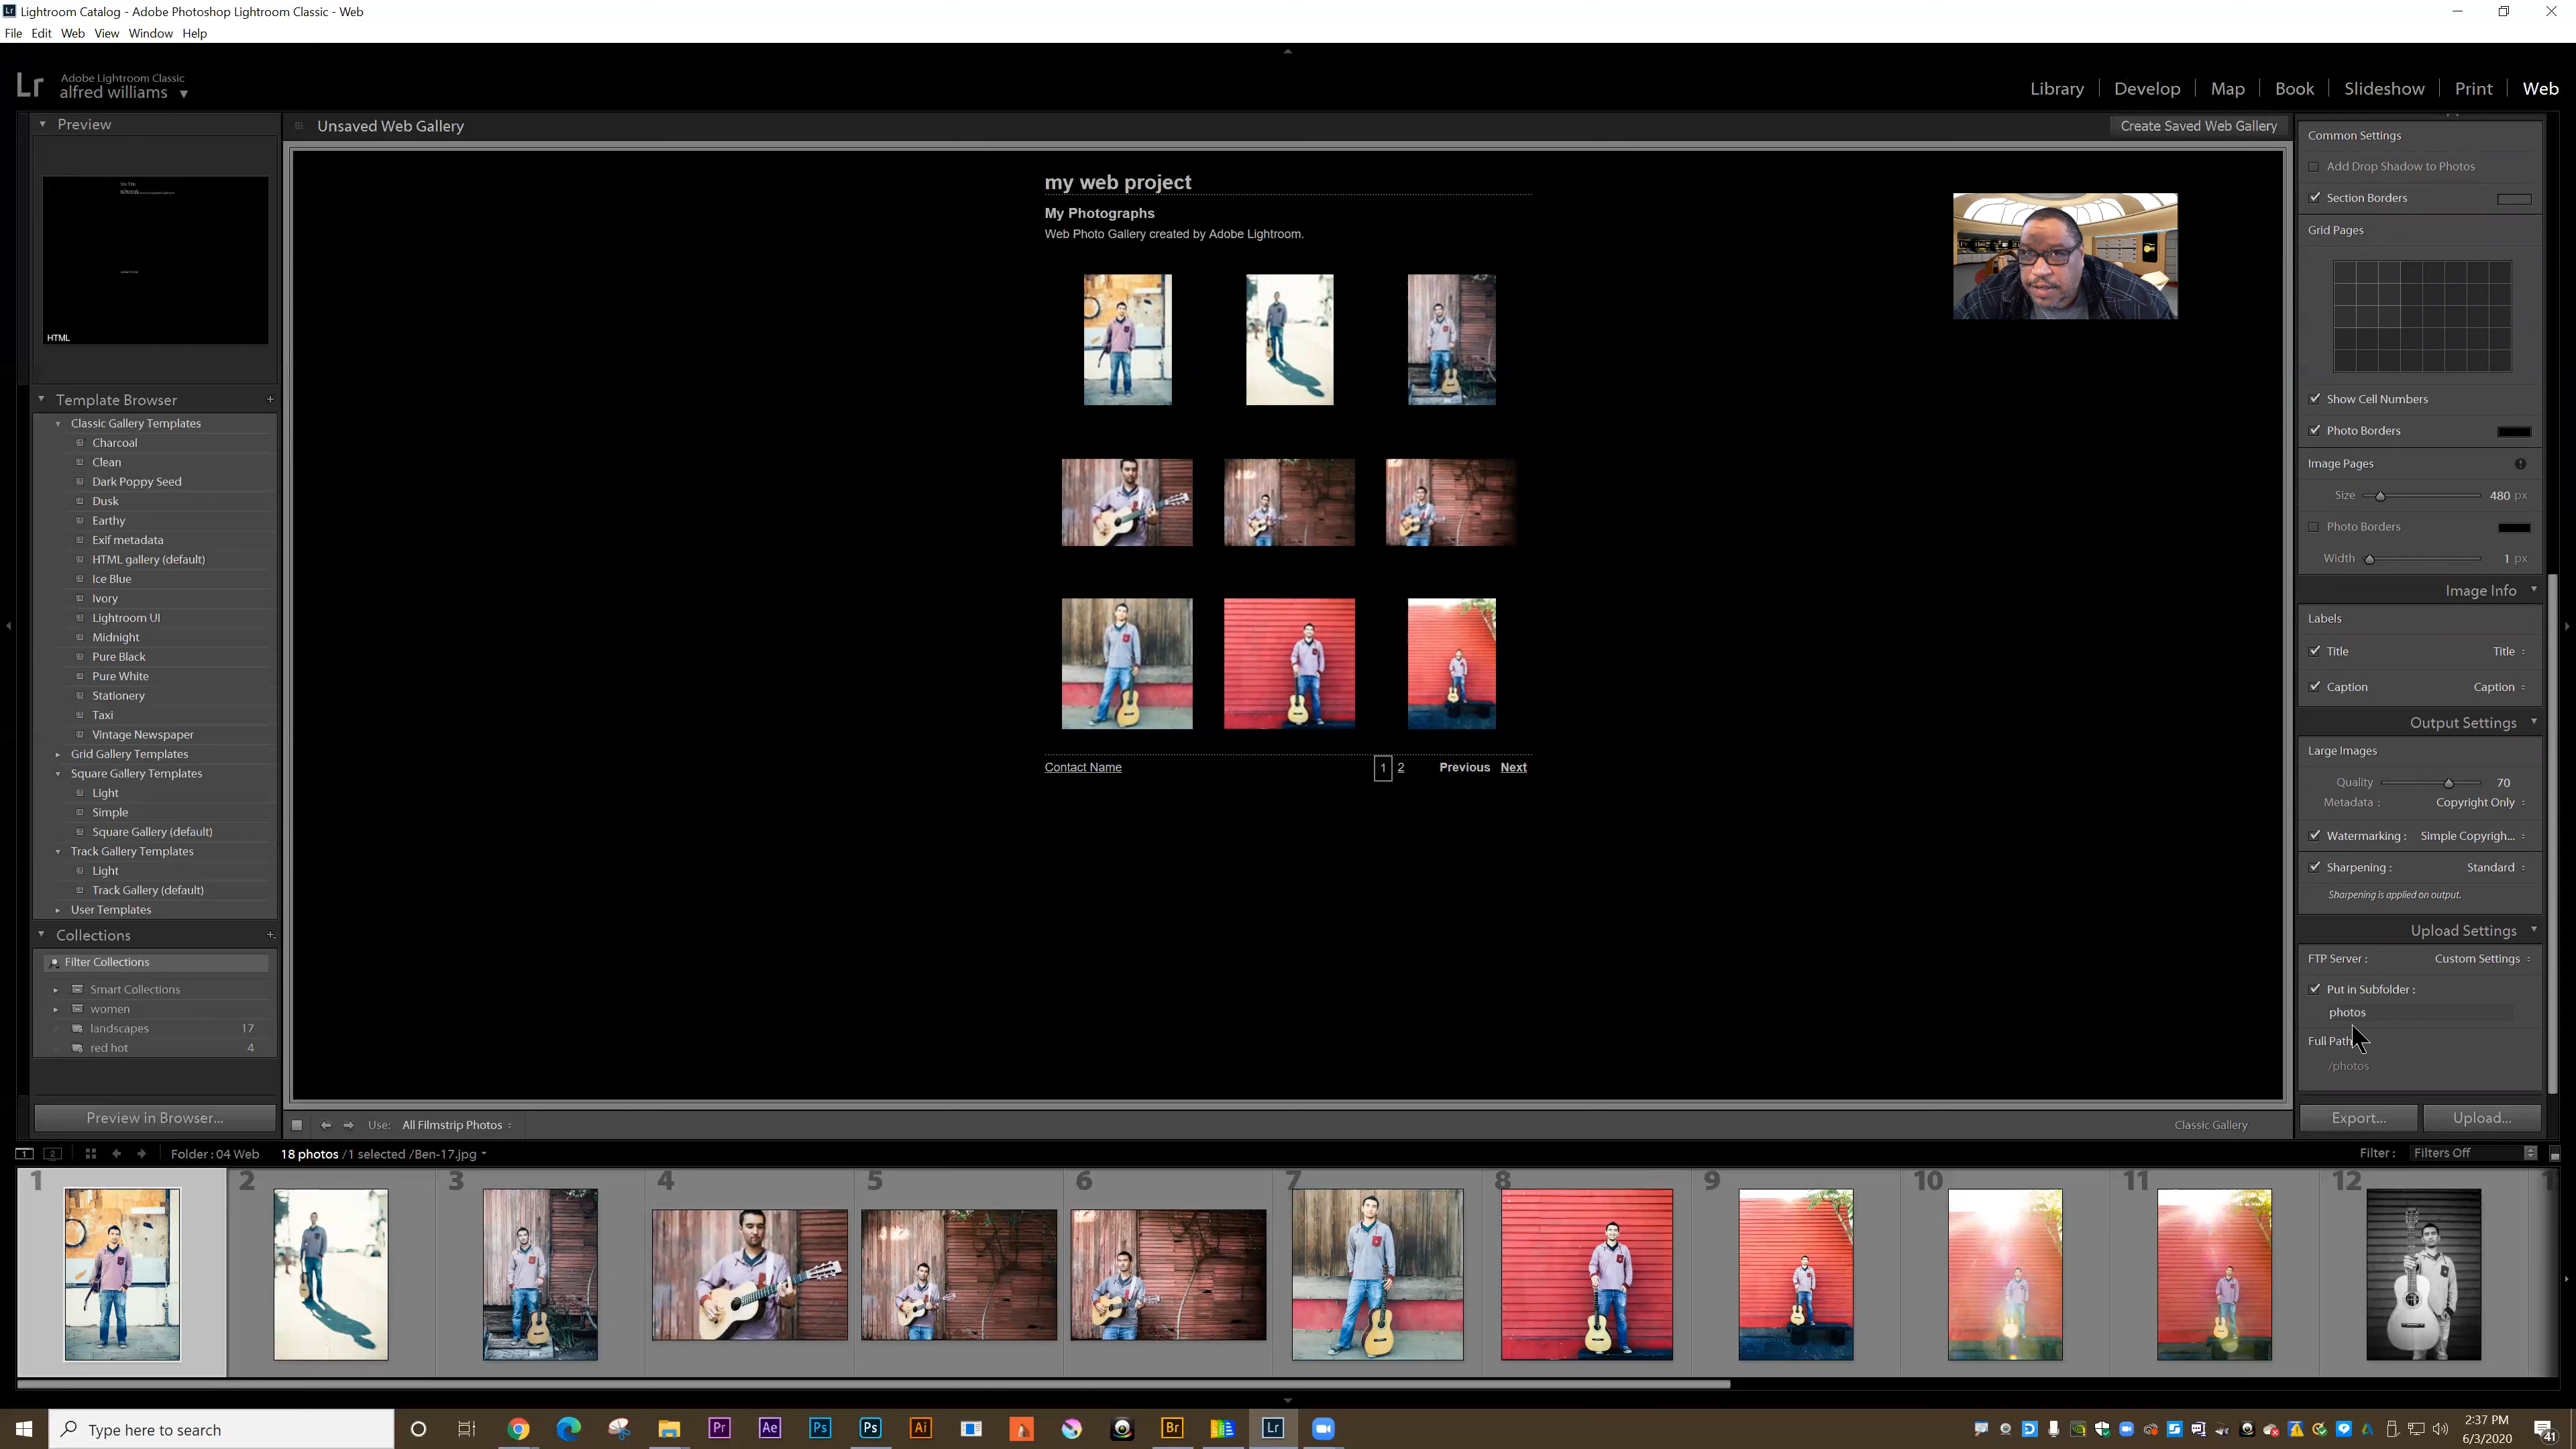 Lightroom Catalog - Adobe Photoshop Lightroom Classic - Web
File Edit Web View Window Help
Lr
Adobe Lightroom Classic
alfred williams
Library Develop Map Book Slideshow Print Web
Preview
HTML
Template Browser
Classic Gallery Templates
Charcoal
Clean
Dark Poppy Seed
Dusk
Earthy
Exif metadata
HTML gallery (default)
Ice Blue
Ivory
Lightroom UI
Midnight
Pure Black
Pure White
Stationery
Taxi
Vintage Newspaper
Grid Gallery Templates
Square Gallery Templates
Light
Simple
Square Gallery (default)
Track Gallery Templates
Light
Track Gallery (default)
User Templates
Collections
Filter Collections
Smart Collections
women
landscapes 17
red hot 4
Preview in Browser...
Unsaved Web Gallery
Create Saved Web Gallery
my web project
My Photographs
Web Photo Gallery created by Adobe Lightroom.
Contact Name 1 2 Previous Next
Use: All Filmstrip Photos
Classic Gallery
Common Settings
Add Drop Shadow to Photos
Section Borders
Grid Pages
Show Cell Numbers
Photo Borders
Image Pages
Size 480 px
Photo Borders
Width 1 px
Image Info
Labels
Title Title
Caption Caption
Output Settings
Large Images
Quality 70
Metadata : Copyright Only
Watermarking : Simple Copyrigh...
Sharpening : Standard
Sharpening is applied on output.
Upload Settings
FTP Server : Custom Settings
Put in Subfolder :
photos
Full Path
/photos
Export... Upload...
1 2 Folder : 04 Web 18 photos / 1 selected / Ben-17.jpg
Filter : Filters Off
1 2 3 4 5 6 7 8 9 10 11 12
Type here to search
Pr Ae Ps Ps Ai Br Lr
2:37 PM
6/3/2020
41